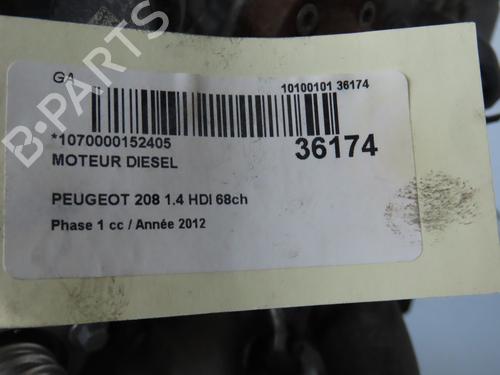 GA
10100101 36174
*1070000152405
36174
MOTEUR DIESEL
PEUGEOT 208 1.4 HDI 68ch
Phase 1 cc / Année 2012
B-PARTS